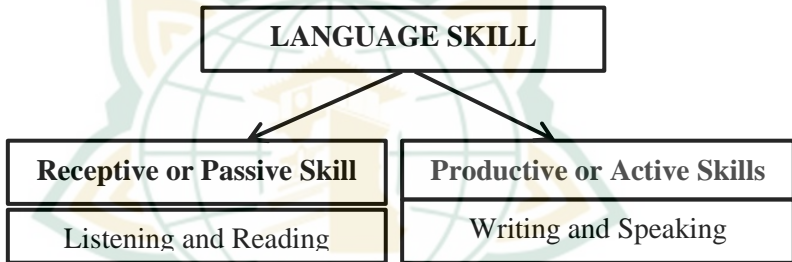 LANGUAGE SKILL
Receptive or Passive Skill
Productive or Active Skills
Listening and Reading
Writing and Speaking